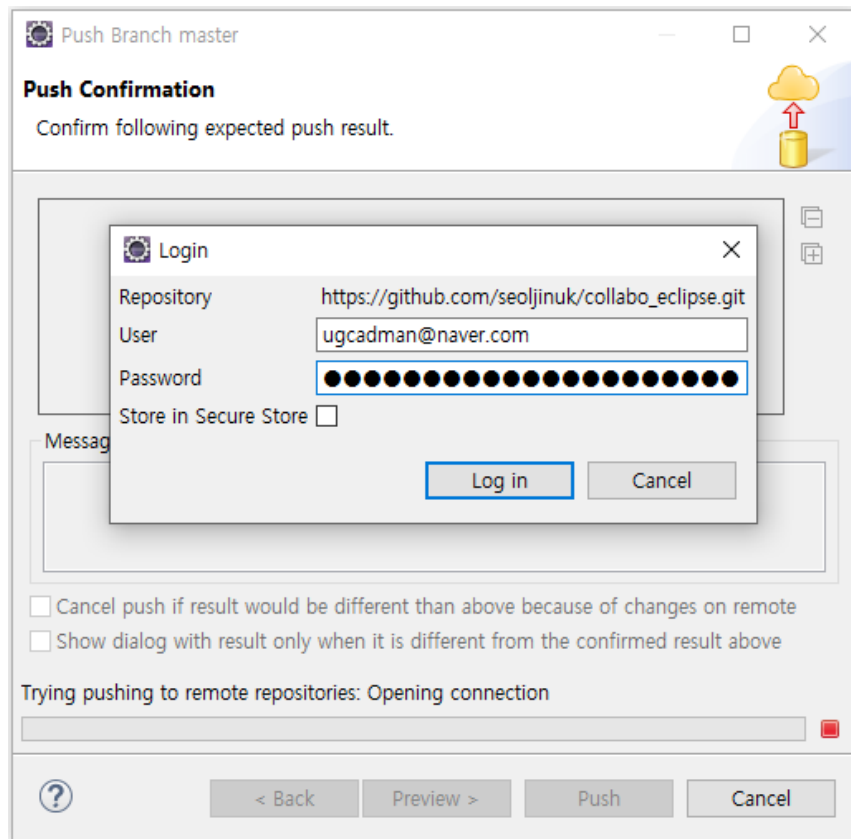 Push Branch master
Push Confirmation
Confirm following expected push result.
Login
Repository https://github.com/seoljinuk/collabo_eclipse.git
User ugcadman@naver.com
Password ●●●●●●●●●●●●●●●●●●●●●
Store in Secure Store
Messag
Log in Cancel
Cancel push if result would be different than above because of changes on remote
Show dialog with result only when it is different from the confirmed result above
Trying pushing to remote repositories: Opening connection
? < Back Preview > Push Cancel